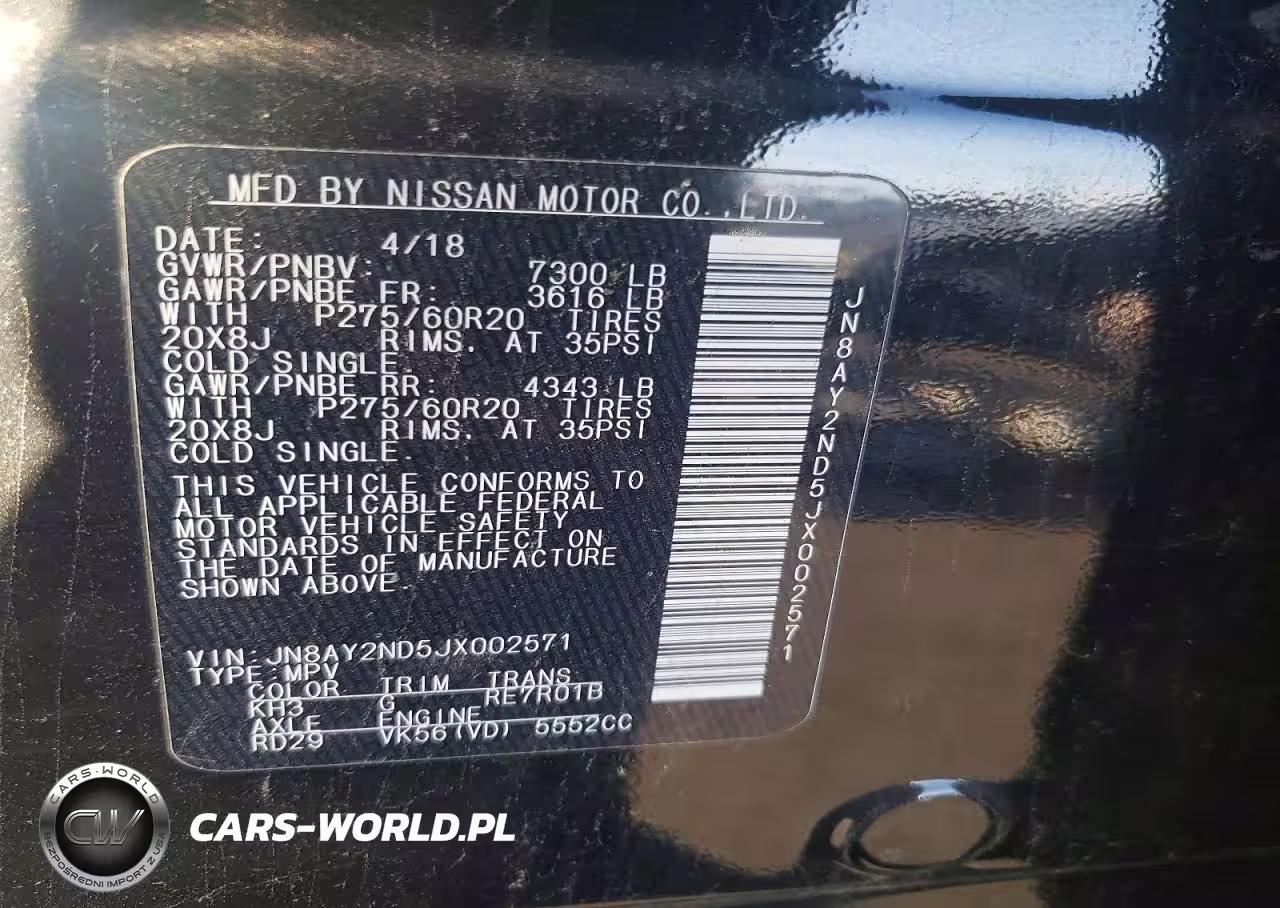 MFD BY NISSAN MOTOR CO.,LTD.
DATE: 4/18
GVWR/PNBV: 7300 LB
GAWR/PNBE FR: 3616 LB
WITH P275/60R20 TIRES
20X8J RIMS. AT 35PSI
COLD SINGLE.
GAWR/PNBE RR: 4343 LB
WITH P275/60R20 TIRES
20X8J RIMS. AT 35PSI
COLD SINGLE.
THIS VEHICLE CONFORMS TO
ALL APPLICABLE FEDERAL
MOTOR VEHICLE SAFETY
STANDARDS IN EFFECT ON
THE DATE OF MANUFACTURE
SHOWN ABOVE.
VIN:JN8AY2ND5JX002571
TYPE:MPV
COLOR TRIM TRANS
KH3 G RE7R01B
AXLE ENGINE
RD29 VK56(VD) 5552CC
JN8AY2ND5JX002571
CARS-WORLD
CW
BEZPOŚREDNI IMPORT Z USA
CARS-WORLD.PL